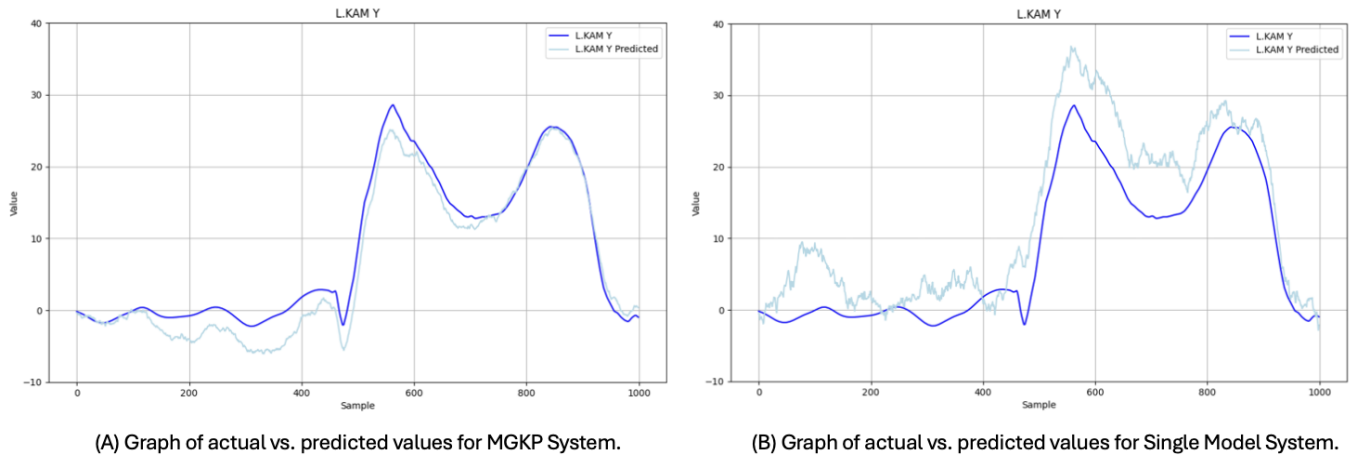 L.KAM Y
40
30
20
10
0
−10
Value
0
200
400
600
800
1000
Sample
L.KAM Y
L.KAM Y Predicted
(A) Graph of actual vs. predicted values for MGKP System.
L.KAM Y
40
30
20
10
0
−10
Value
0
200
400
600
800
1000
Sample
L.KAM Y
L.KAM Y Predicted
(B) Graph of actual vs. predicted values for Single Model System.